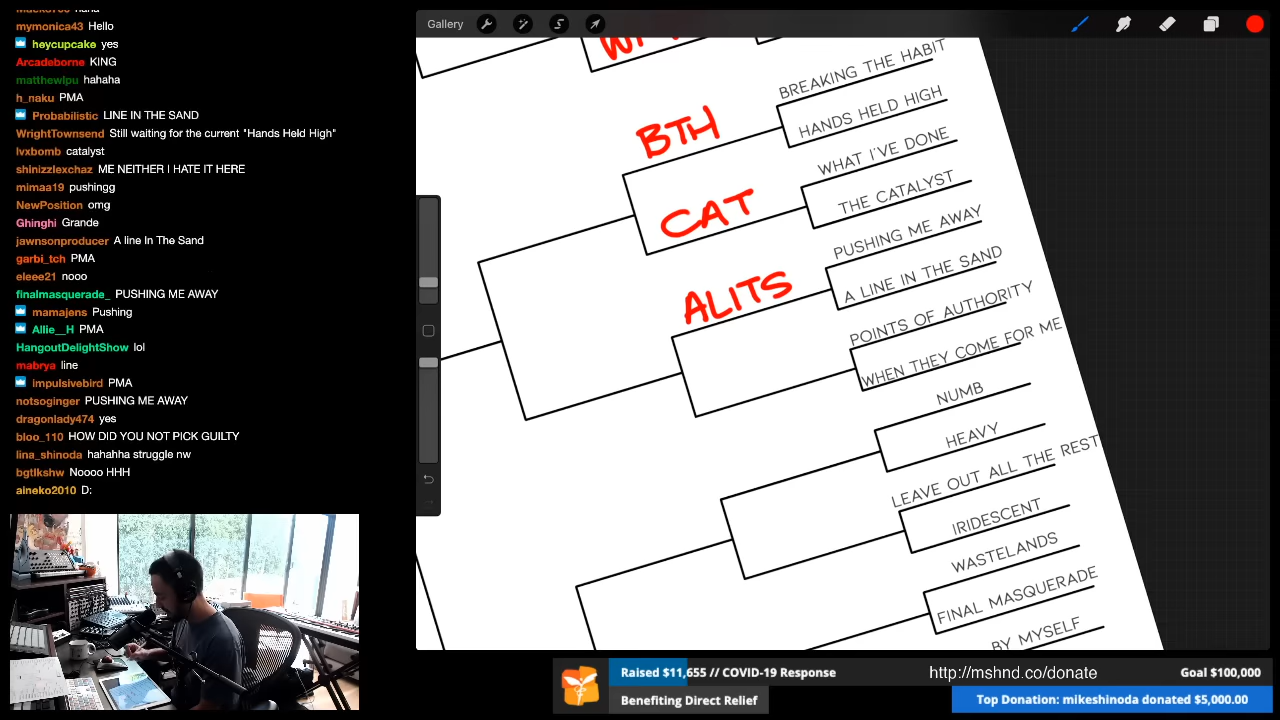 mymonica43 Hello
heycupcake yes
Arcadeborne KING
matthewlpu hahaha
h_naku PMA
Probabilistic LINE IN THE SAND
WrightTownsend Still waiting for the current "Hands Held High"
lvxbomb catalyst
shinizzlexchaz ME NEITHER I HATE IT HERE
mimaa19 pushingg
NewPosition omg
Ghinghi Grande
jawnsonproducer A line In The Sand
garbi_tch PMA
eleee21 nooo
finalmasquerade_ PUSHING ME AWAY
mamajens Pushing
Allie__H PMA
HangoutDelightShow lol
mabrya line
impulsivebird PMA
notsoginger PUSHING ME AWAY
dragonlady474 yes
bloo_110 HOW DID YOU NOT PICK GUILTY
lina_shinoda hahahha struggle nw
bgtlkshw Noooo HHH
aineko2010 D:
Gallery
BREAKING THE HABIT
HANDS HELD HIGH
BTH
WHAT I'VE DONE
THE CATALYST
CAT
PUSHING ME AWAY
A LINE IN THE SAND
ALITS
POINTS OF AUTHORITY
WHEN THEY COME FOR ME
NUMB
HEAVY
LEAVE OUT ALL THE REST
IRIDESCENT
WASTELANDS
FINAL MASQUERADE
BY MYSELF
Raised $11,655 // COVID-19 Response
http://mshnd.co/donate
Goal $100,000
Benefiting Direct Relief
Top Donation: mikeshinoda donated $5,000.00